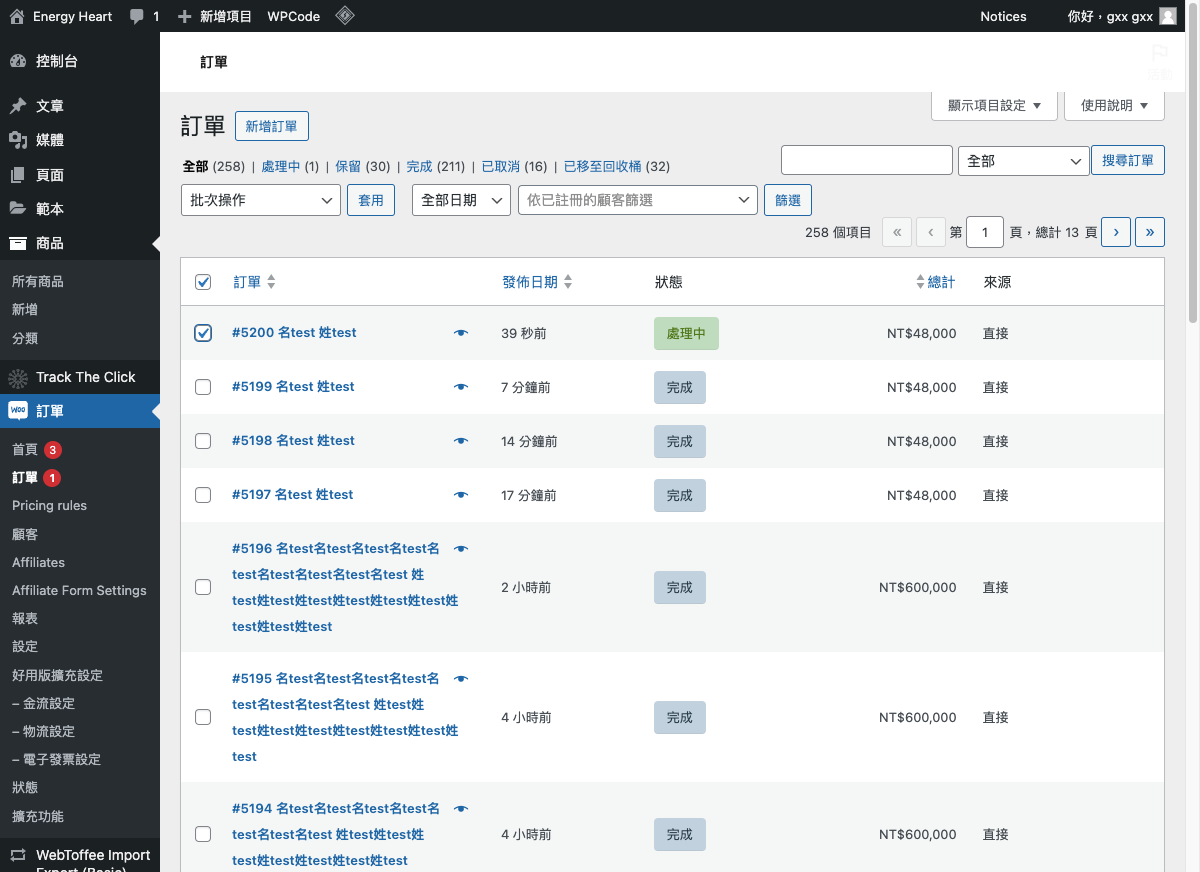 Energy Heart
1
新增項目
WPCode
Notices
你好，gxx gxx
控制台
文章
媒體
頁面
範本
商品
所有商品
新增
分類
Track The Click
訂單
首頁 3
訂單 1
Pricing rules
顧客
Affiliates
Affiliate Form Settings
報表
設定
好用版擴充設定
– 金流設定
– 物流設定
– 電子發票設定
狀態
擴充功能
WebToffee Import
Export (Basic)
訂單
活動
顯示項目設定 ▼
使用說明 ▼
訂單
新增訂單
全部 (258) | 處理中 (1) | 保留 (30) | 完成 (211) | 已取消 (16) | 已移至回收桶 (32)
全部
搜尋訂單
批次操作
套用
全部日期
依已註冊的顧客篩選
篩選
258 個項目 « ‹ 第 1 頁，總計 13 頁 › »
訂單 發佈日期 狀態 總計 來源
#5200 名test 姓test 39 秒前 處理中 NT$48,000 直接
#5199 名test 姓test 7 分鐘前 完成 NT$48,000 直接
#5198 名test 姓test 14 分鐘前 完成 NT$48,000 直接
#5197 名test 姓test 17 分鐘前 完成 NT$48,000 直接
#5196 名test名test名test名test名
test名test名test名test名test 姓
test姓test姓test姓test姓test姓test姓
test姓test姓test
2 小時前 完成 NT$600,000 直接
#5195 名test名test名test名test名
test名test名test名test 姓test姓
test姓test姓test姓test姓test姓test姓
test
4 小時前 完成 NT$600,000 直接
#5194 名test名test名test名test名
test名test名test 姓test姓test姓
test姓test姓test姓test姓test
4 小時前 完成 NT$600,000 直接